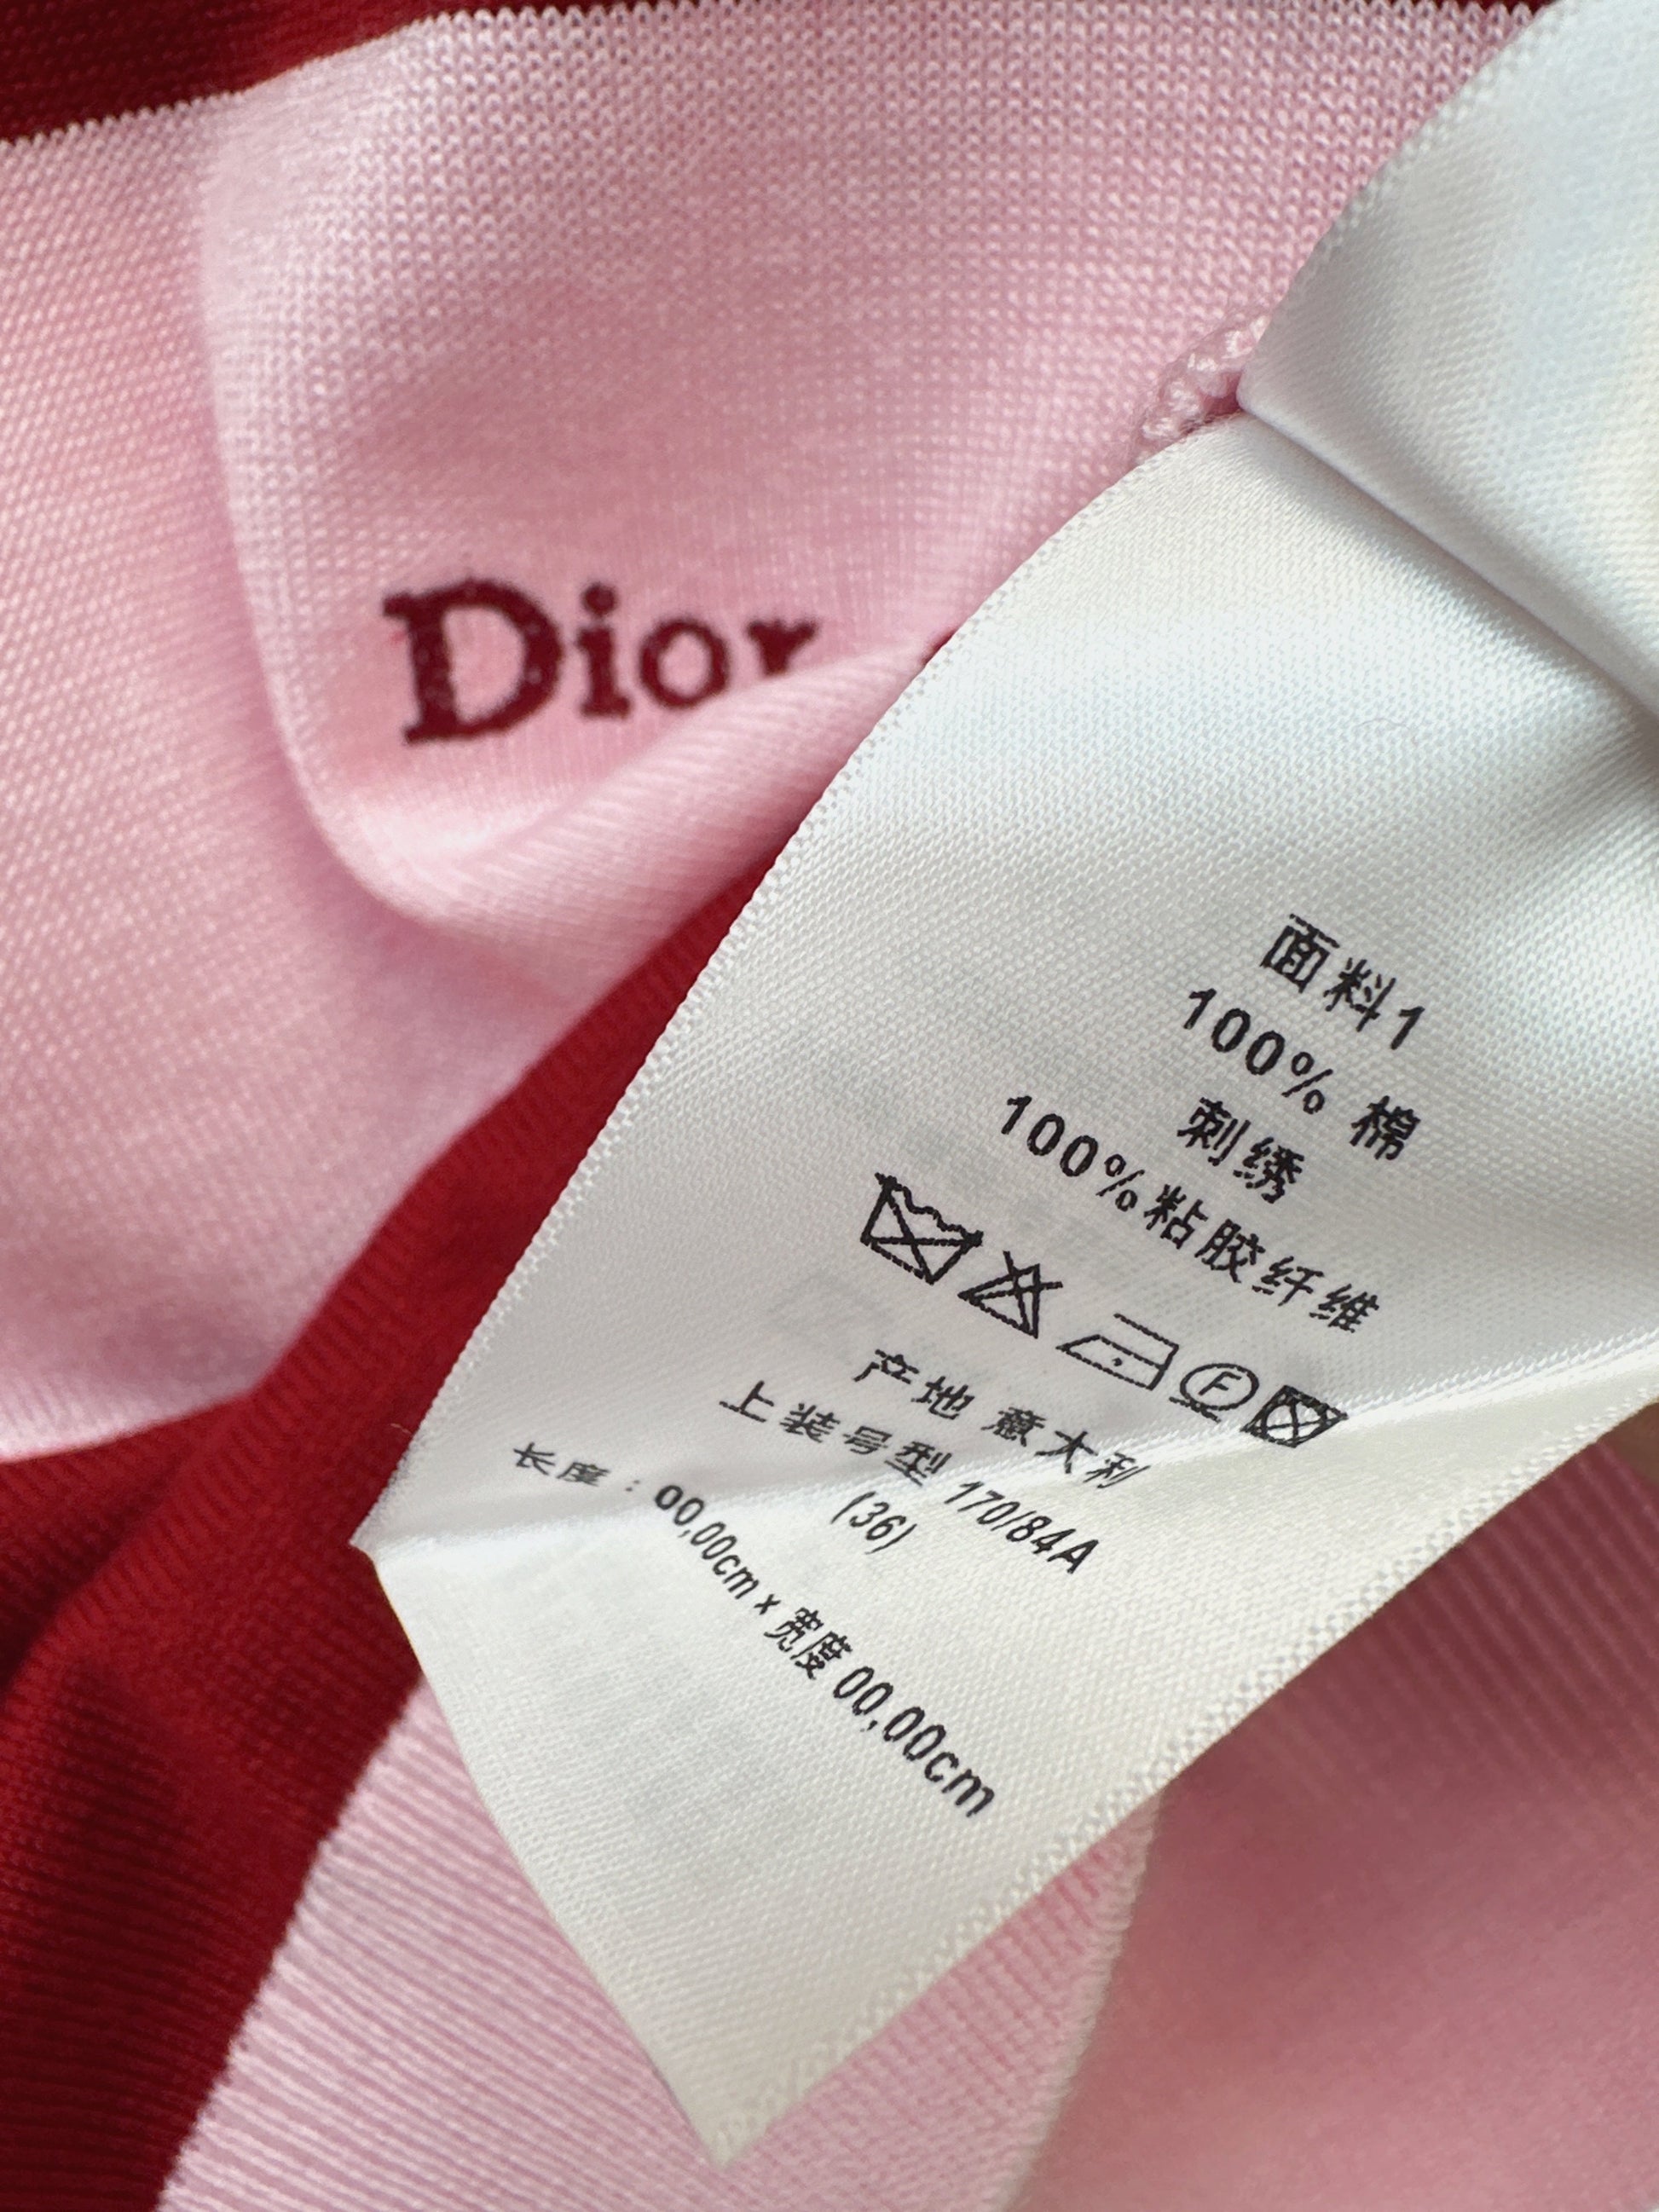 Dior
面料1
100% 棉
刺绣
100%粘胶纤维
F
产地 意大利
上装号型 170/84A
(36)
长度：00,00cm x 宽度 00,00cm